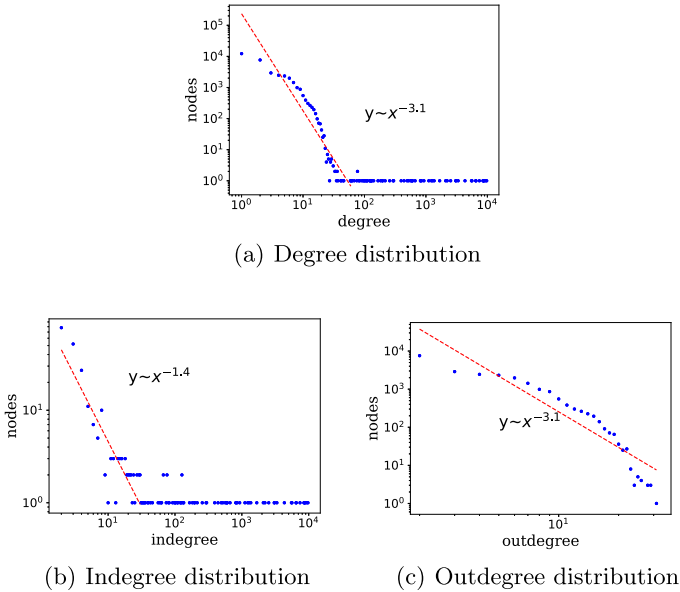 10^5
10^4
10^3
10^2
10^1
10^0
nodes
y~x^{-3.1}
10^0 10^1 10^2 10^3 10^4
degree
(a) Degree distribution
10^1
10^0
nodes
y~x^{-1.4}
10^1 10^2 10^3 10^4
indegree
(b) Indegree distribution
10^4
10^3
10^2
10^1
10^0
nodes
y~x^{-3.1}
10^1
outdegree
(c) Outdegree distribution